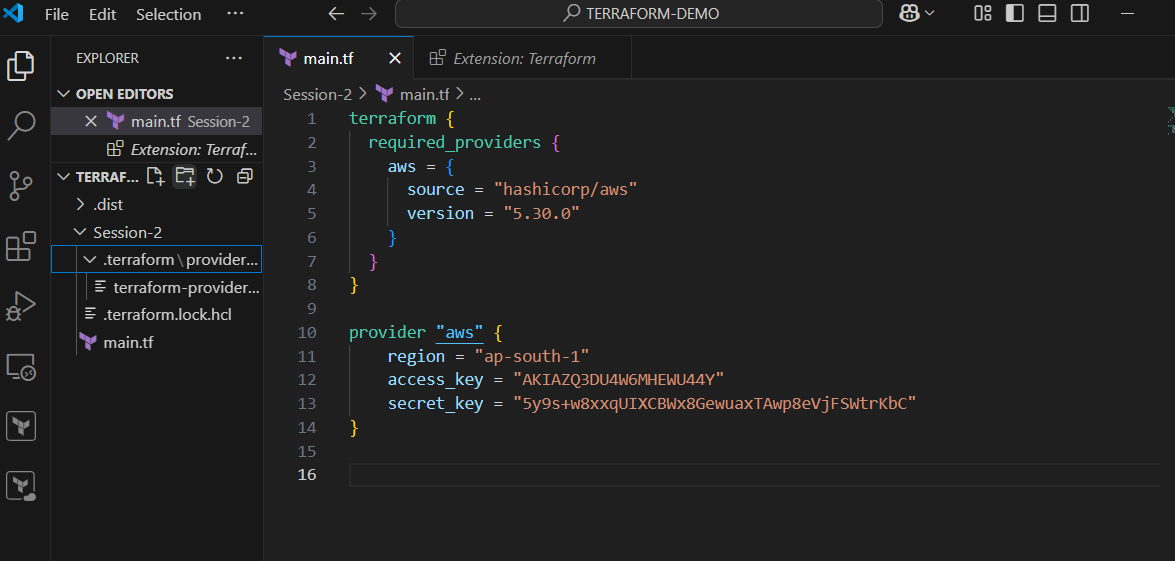 File Edit Selection ··· TERRAFORM-DEMO
EXPLORER ···
OPEN EDITORS
main.tf Session-2
Extension: Terraf...
TERRAF...
.dist
Session-2
.terraform\provider...
terraform-provider...
.terraform.lock.hcl
main.tf
main.tf Extension: Terraform
Session-2 > main.tf > ...
1 terraform {
2 required_providers {
3 aws = {
4 source = "hashicorp/aws"
5 version = "5.30.0"
6 }
7 }
8 }
9
10 provider "aws" {
11 region = "ap-south-1"
12 access_key = "AKIAZQ3DU4W6MHEWU44Y"
13 secret_key = "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"
14 }
15
16